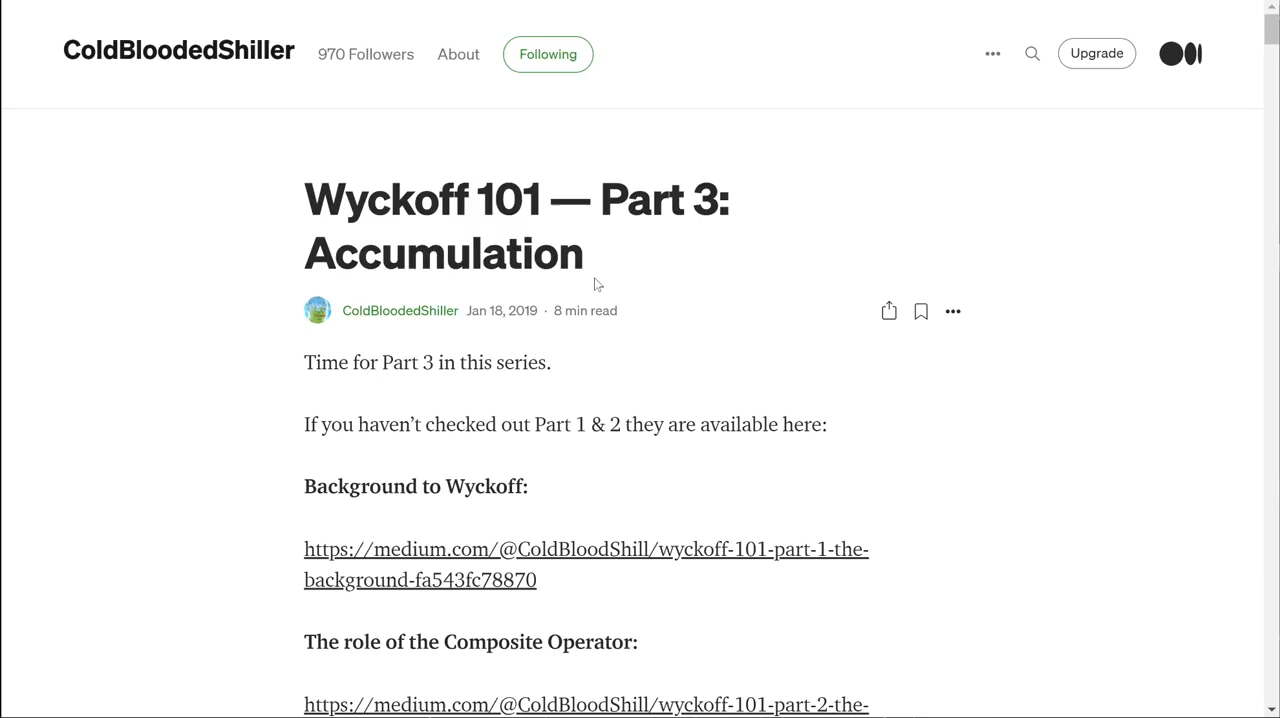 ColdBloodedShiller 970 Followers About Following Upgrade
Wyckoff 101 — Part 3:
Accumulation
ColdBloodedShiller Jan 18, 2019 · 8 min read
Time for Part 3 in this series.
If you haven’t checked out Part 1 & 2 they are available here:
Background to Wyckoff:
https://medium.com/@ColdBloodShill/wyckoff-101-part-1-the-
background-fa543fc78870
The role of the Composite Operator:
https://medium.com/@ColdBloodShill/wyckoff-101-part-2-the-